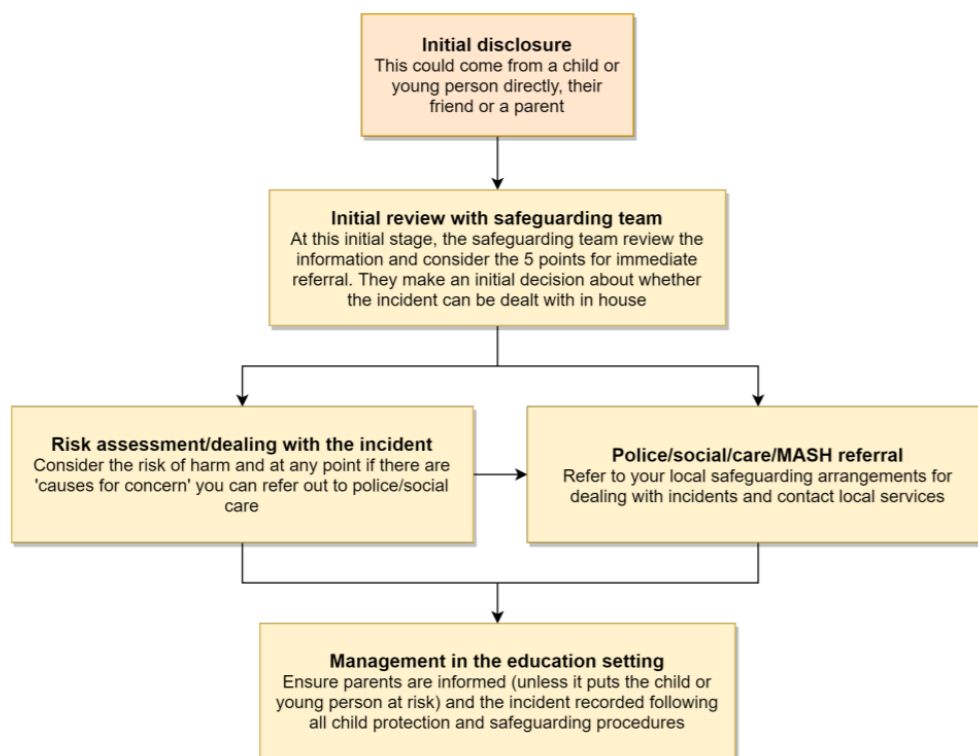 Initial disclosure
This could come from a child or
young person directly, their
friend or a parent
Initial review with safeguarding team
At this initial stage, the safeguarding team review the
information and consider the 5 points for immediate
referral. They make an initial decision about whether
the incident can be dealt with in house
Risk assessment/dealing with the incident
Consider the risk of harm and at any point if there are
'causes for concern' you can refer out to police/social
care
Police/social/care/MASH referral
Refer to your local safeguarding arrangements for
dealing with incidents and contact local services
Management in the education setting
Ensure parents are informed (unless it puts the child or
young person at risk) and the incident recorded following
all child protection and safeguarding procedures